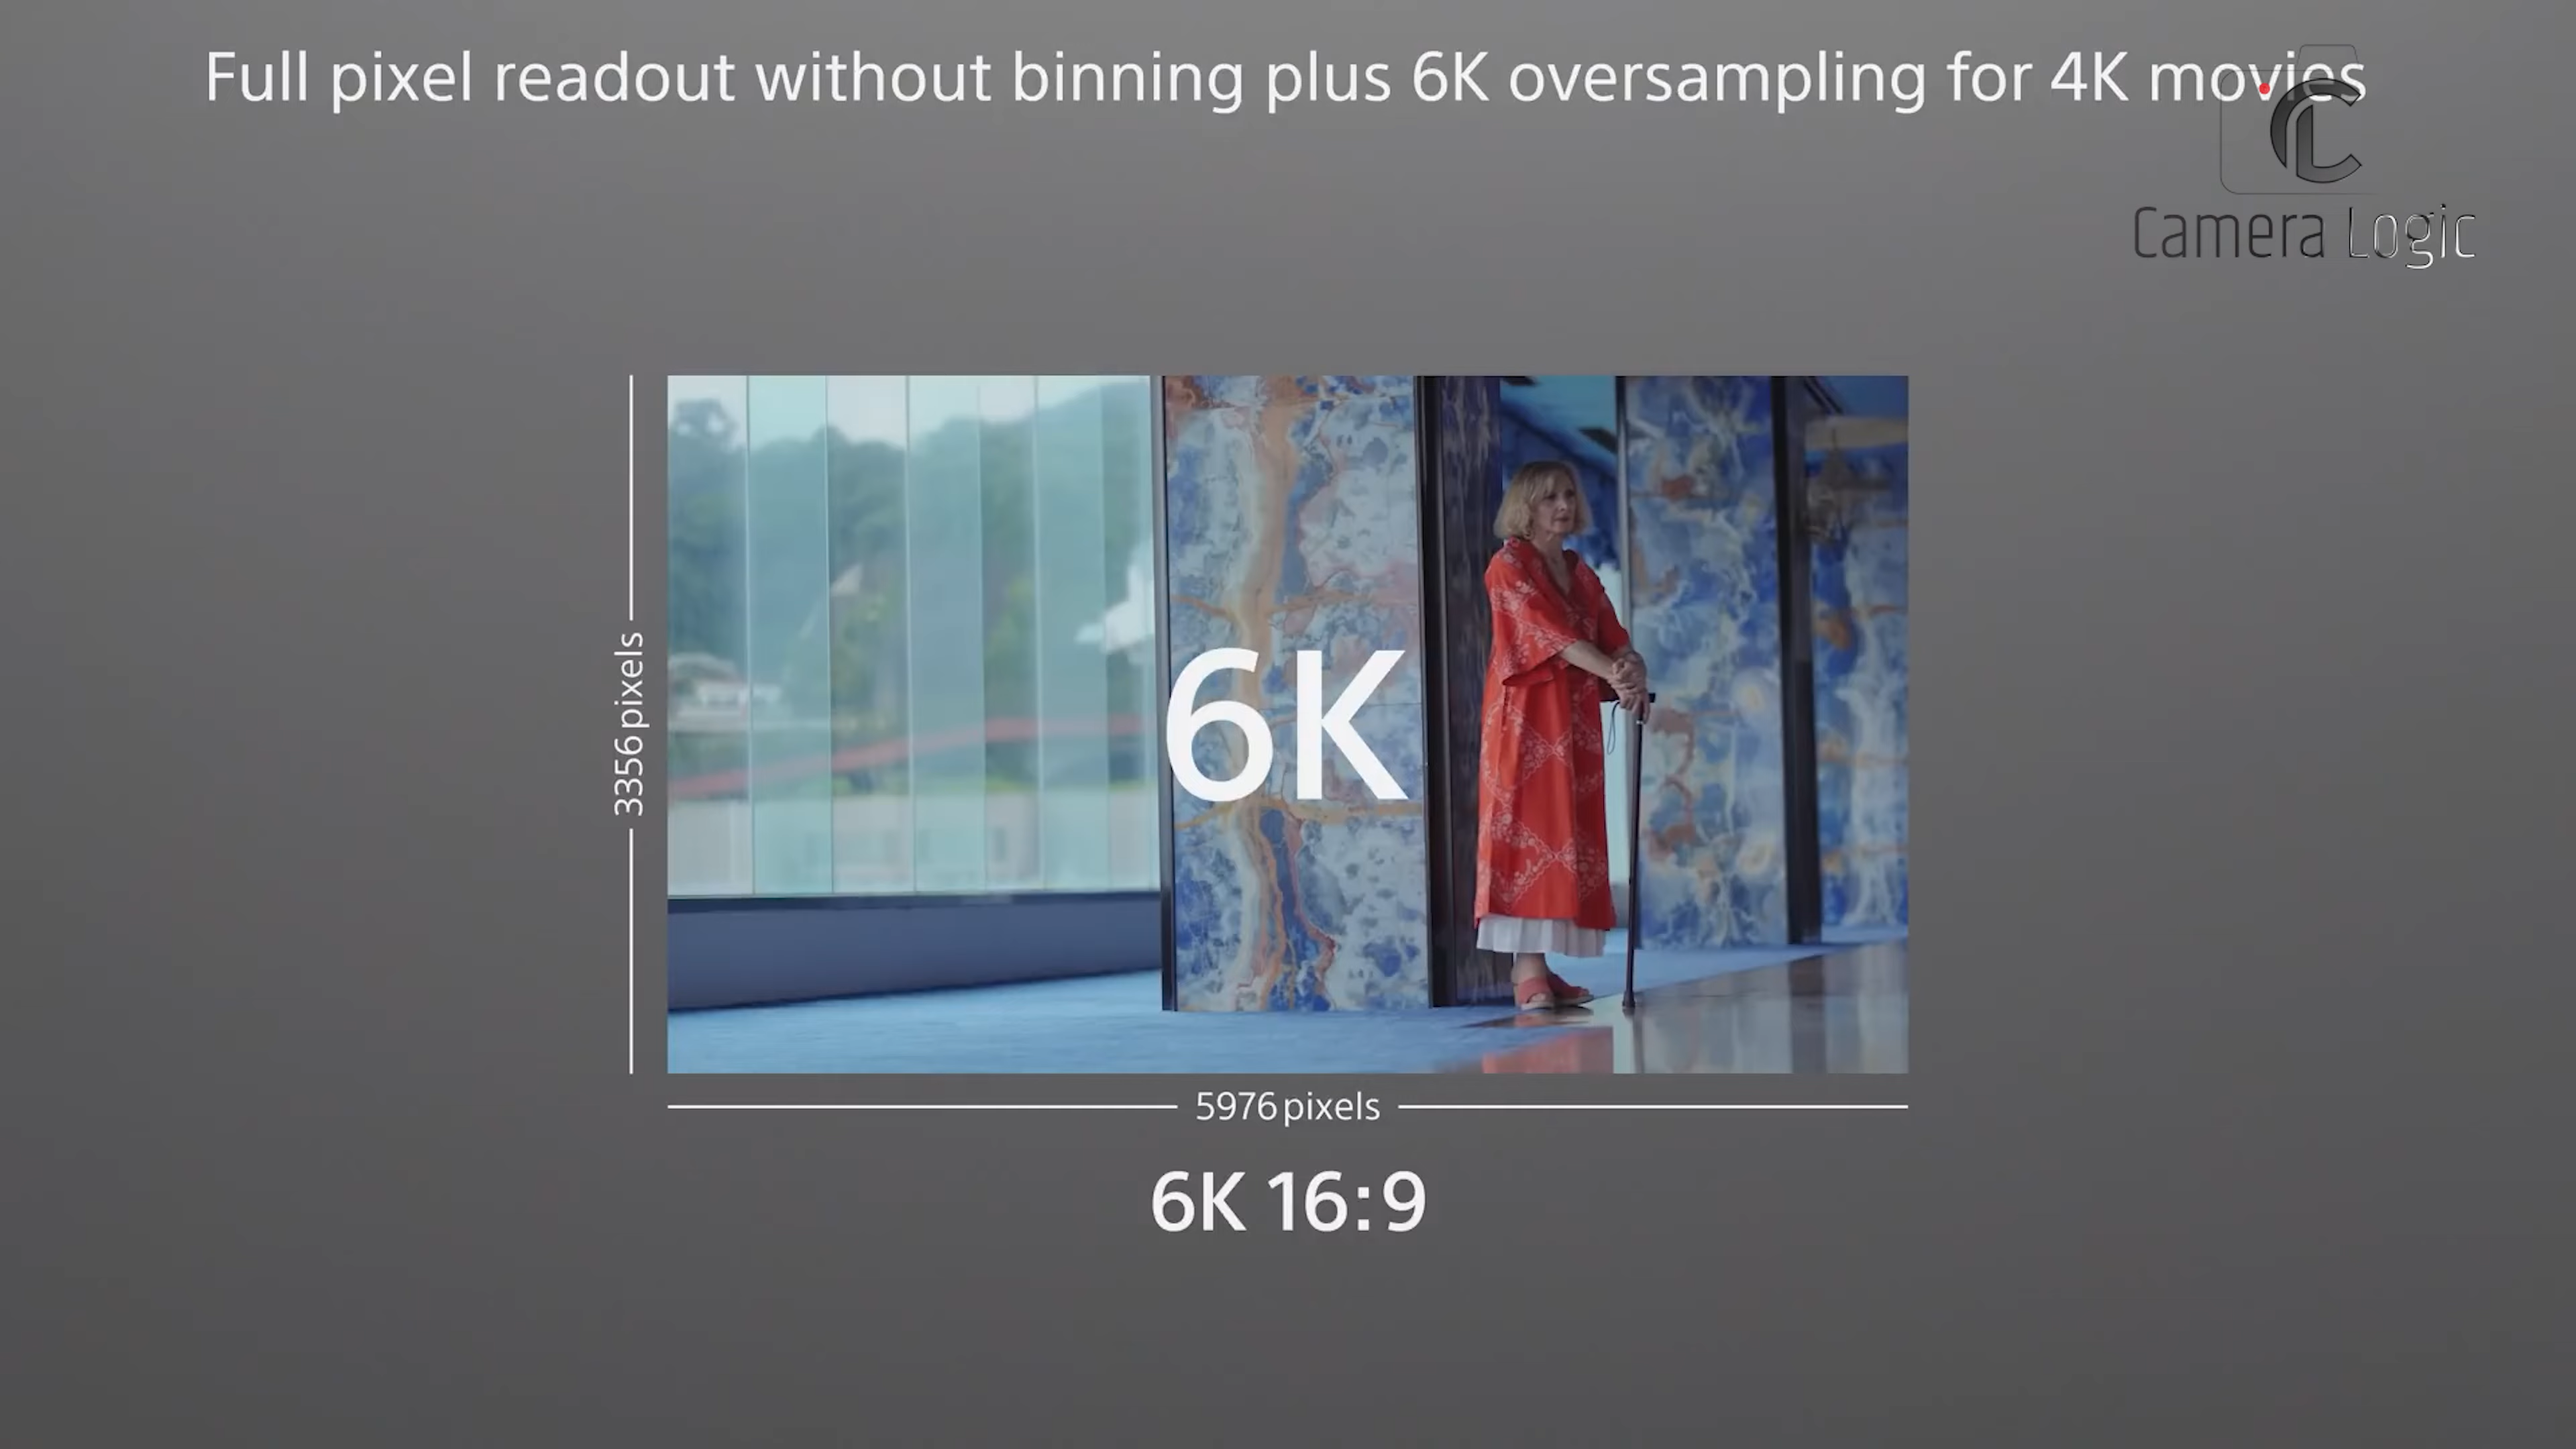 Full pixel readout without binning plus 6K oversampling for 4K movies
CL
Camera Logic
3356 pixels
6K
5976 pixels
6K 16:9